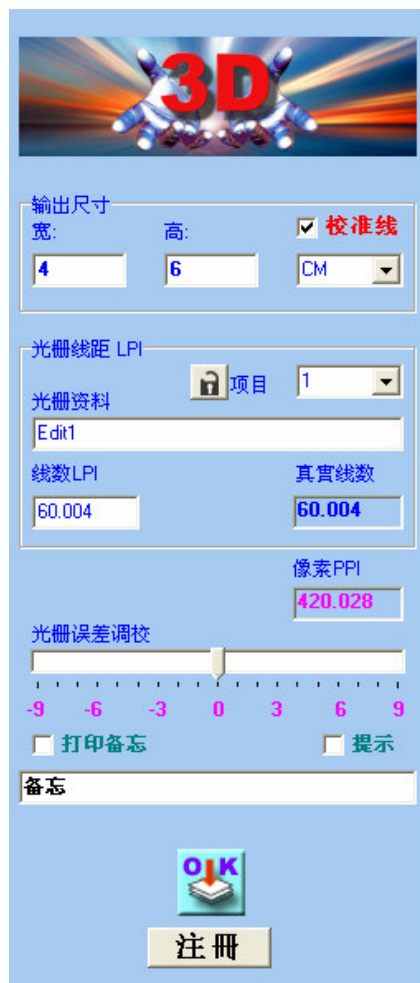 3D
输出尺寸
宽: 高: 校准线
4 6 CM
光栅线距 LPI
项目 1
光栅资料
Edit1
线数LPI 真實线数
60.004 60.004
像素PPI
420.028
光栅误差调校
-9 -6 -3 0 3 6 9
打印备忘 提示
备忘
OK
注冊